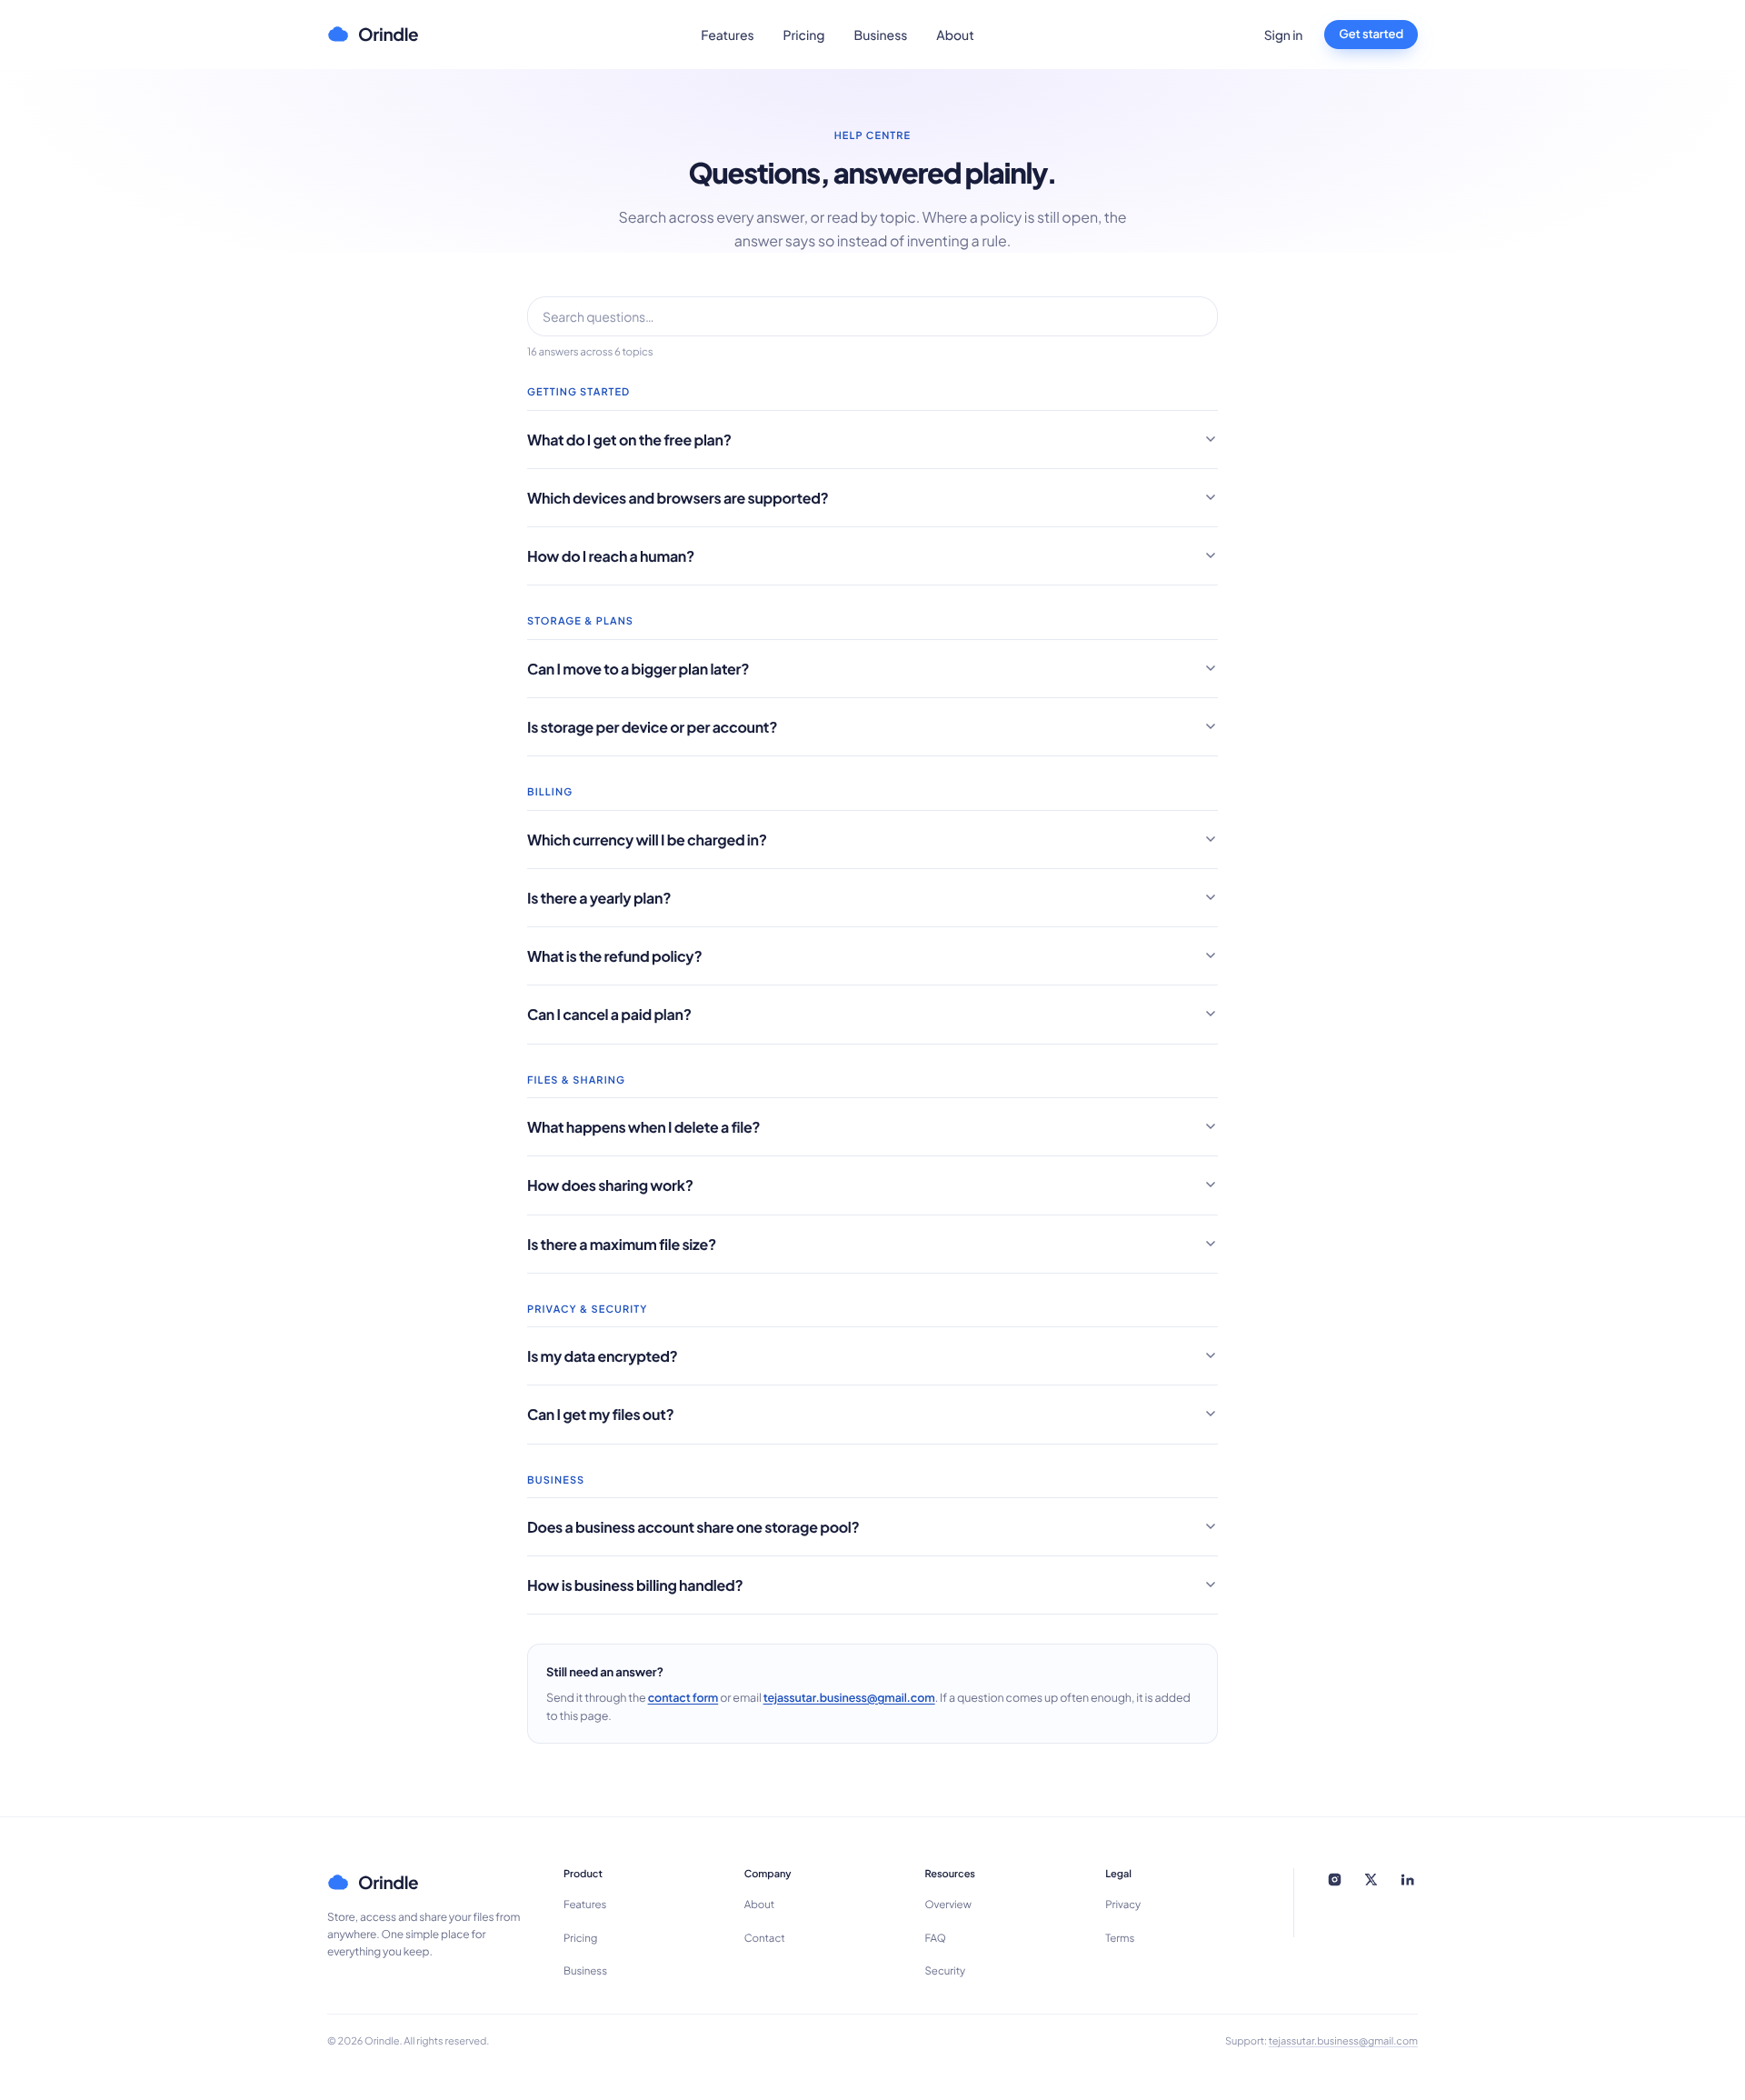 Orindle
Features
Pricing
Business
About
Sign in
Get started
HELP CENTRE
Questions, answered plainly.
Search across every answer, or read by topic. Where a policy is still open, the
answer says so instead of inventing a rule.
Search questions…
16 answers across 6 topics
GETTING STARTED
What do I get on the free plan?
Which devices and browsers are supported?
How do I reach a human?
STORAGE & PLANS
Can I move to a bigger plan later?
Is storage per device or per account?
BILLING
Which currency will I be charged in?
Is there a yearly plan?
What is the refund policy?
Can I cancel a paid plan?
FILES & SHARING
What happens when I delete a file?
How does sharing work?
Is there a maximum file size?
PRIVACY & SECURITY
Is my data encrypted?
Can I get my files out?
BUSINESS
Does a business account share one storage pool?
How is business billing handled?
Still need an answer?
Send it through the contact form or email tejassutar.business@gmail.com. If a question comes up often enough, it is added
to this page.
Orindle
Store, access and share your files from
anywhere. One simple place for
everything you keep.
Product
Features
Pricing
Business
Company
About
Contact
Resources
Overview
FAQ
Security
Legal
Privacy
Terms
© 2026 Orindle. All rights reserved.
Support: tejassutar.business@gmail.com